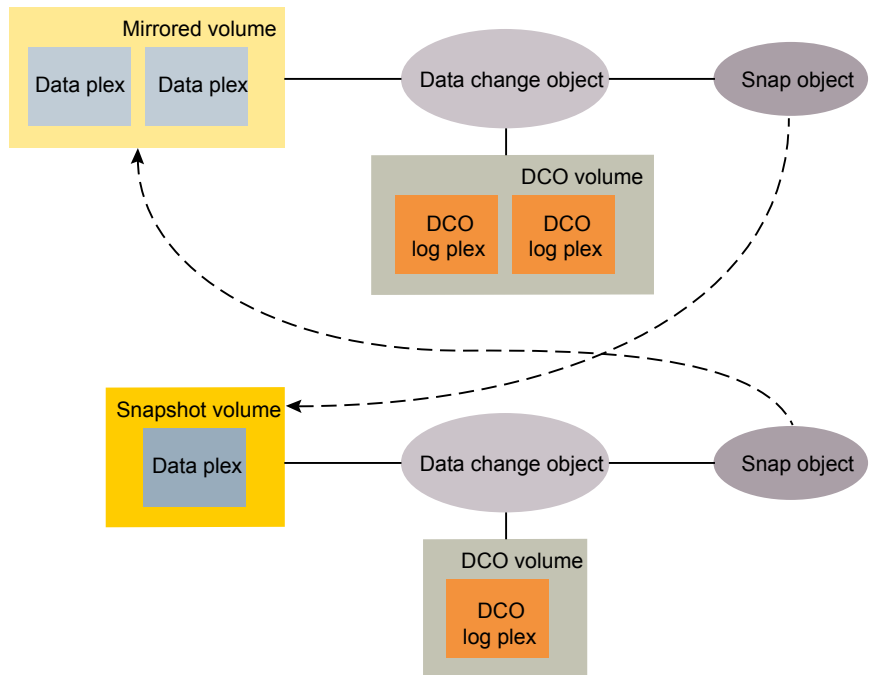 Mirrored volume
Data plex
Data plex
Data change object
Snap object
DCO volume
DCO
log plex
DCO
log plex
Snapshot volume
Data plex
Data change object
Snap object
DCO volume
DCO
log plex